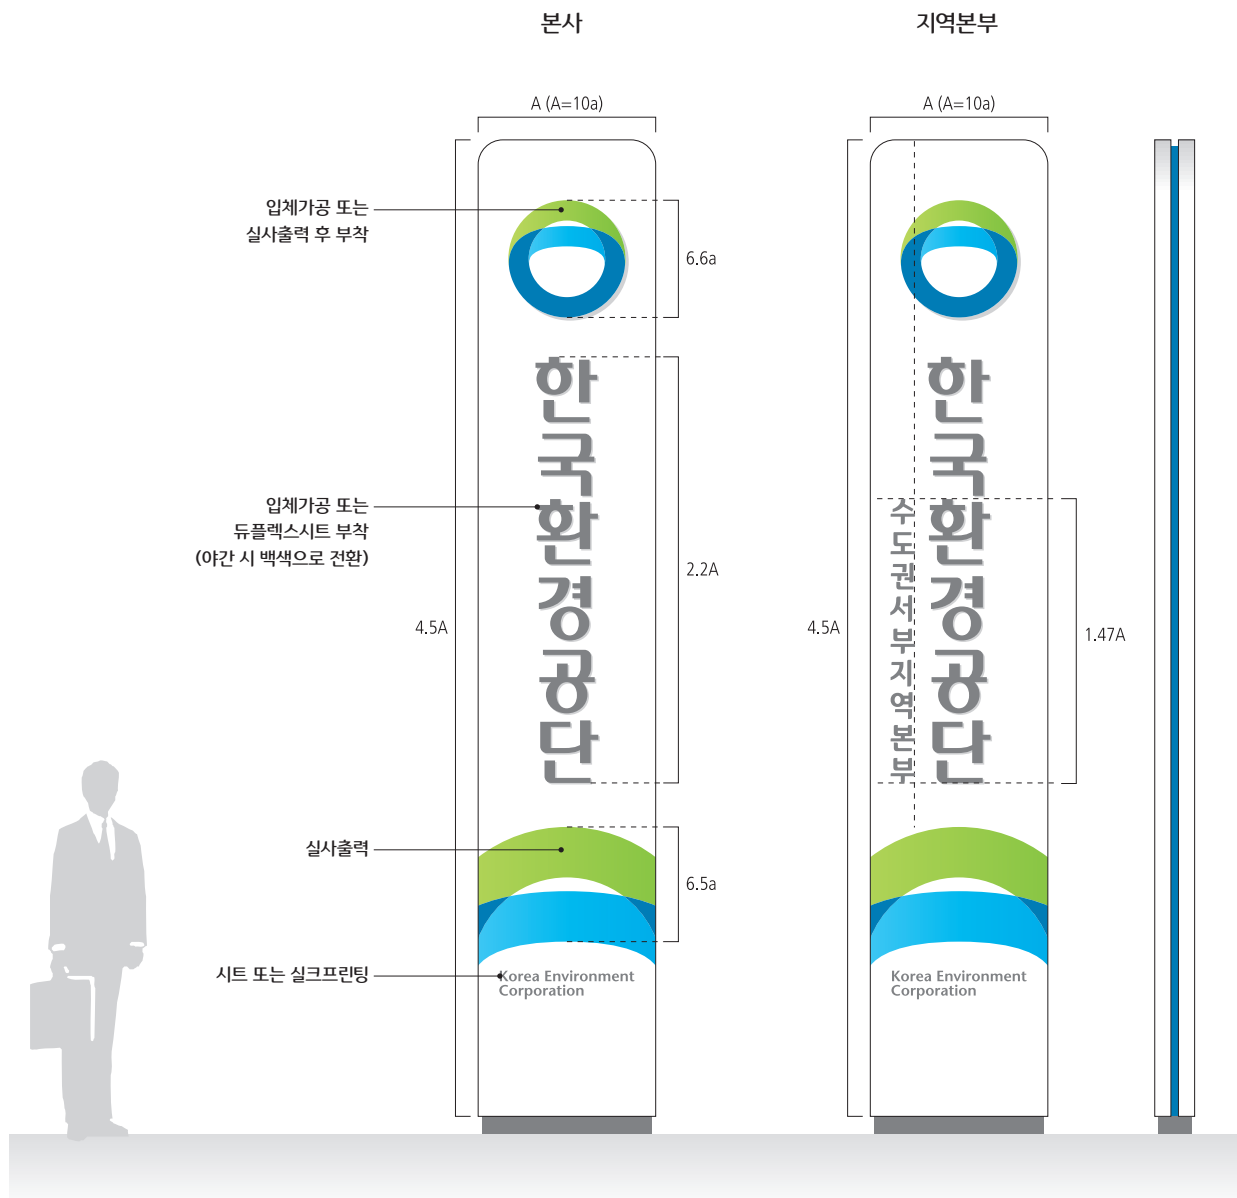 본사
지역본부
A (A=10a)
A (A=10a)
입체가공 또는
실사출력 후 부착
6.6a
한국환경공단
한국환경공단
수도권서부지역본부
입체가공 또는
듀플렉스시트 부착
(야간 시 백색으로 전환)
2.2A
4.5A
4.5A
1.47A
실사출력
6.5a
시트 또는 실크프린팅
Korea Environment
Corporation
Korea Environment
Corporation